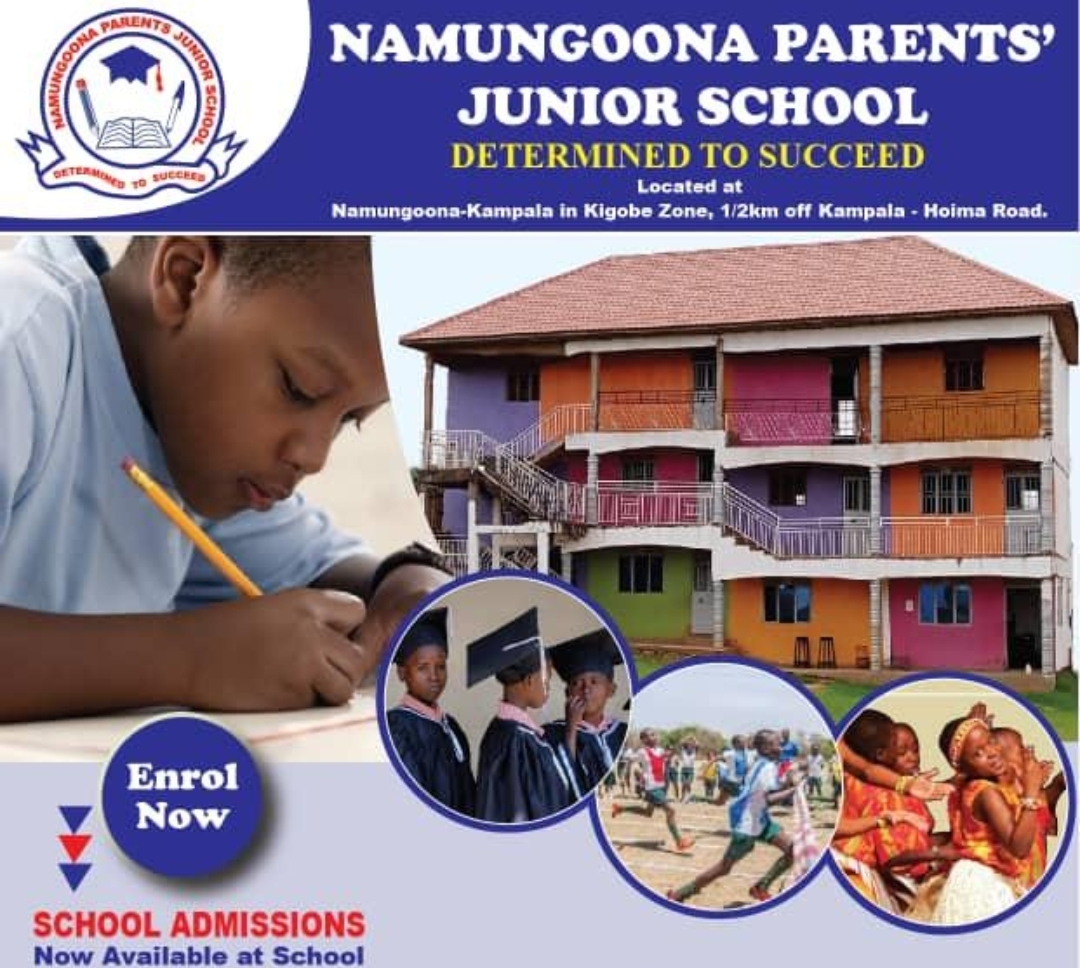 NAMUNGOONA PARENTS JUNIOR SCHOOL
DETERMINED TO SUCCEED
NAMUNGOONA PARENTS’
JUNIOR SCHOOL
DETERMINED TO SUCCEED
Located at
Namungoona-Kampala in Kigobe Zone, 1/2km off Kampala - Hoima Road.
Enrol
Now
SCHOOL ADMISSIONS
Now Available at School